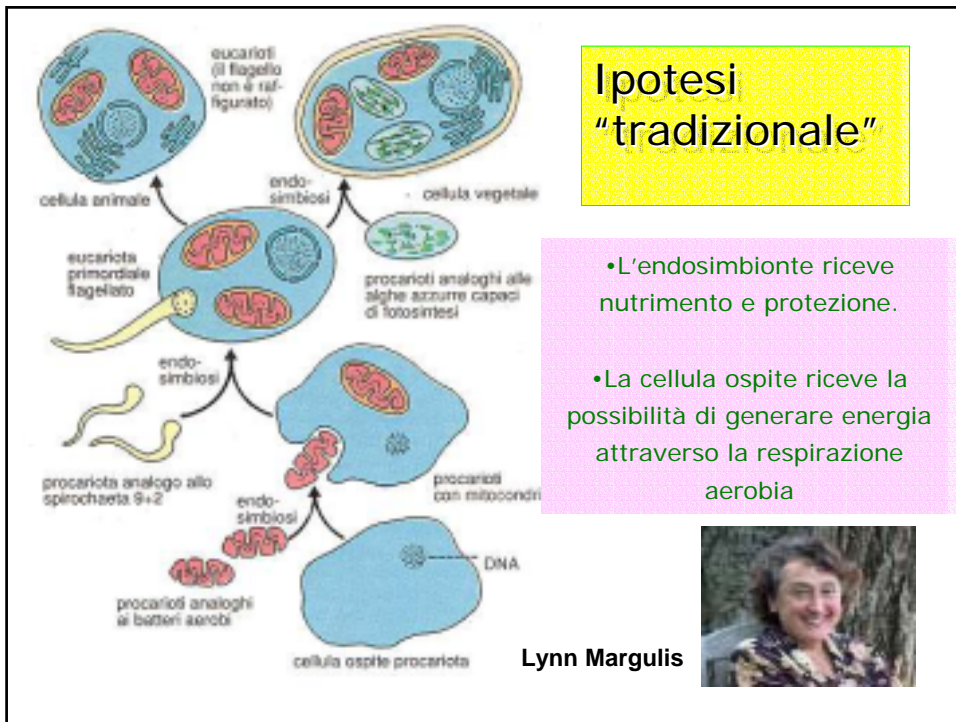 Ipotesi
“tradizionale”
eucarioti
(il flagello
non è raf-
figurato)
cellula animale
endo-
simbiosi
cellula vegetale
eucariota
primordiale
flagellato
procarioti analoghi alle
alghe azzurre capaci
di fotosintesi
endo-
simbiosi
procariota analogo allo
spirochaeta 9+2
procarioti
con mitocondri
endo-
simbiosi
DNA
procarioti analoghi
ai batteri aerobi
cellula ospite procariota
•L’endosimbionte riceve
nutrimento e protezione.
•La cellula ospite riceve la
possibilità di generare energia
attraverso la respirazione
aerobia
Lynn Margulis